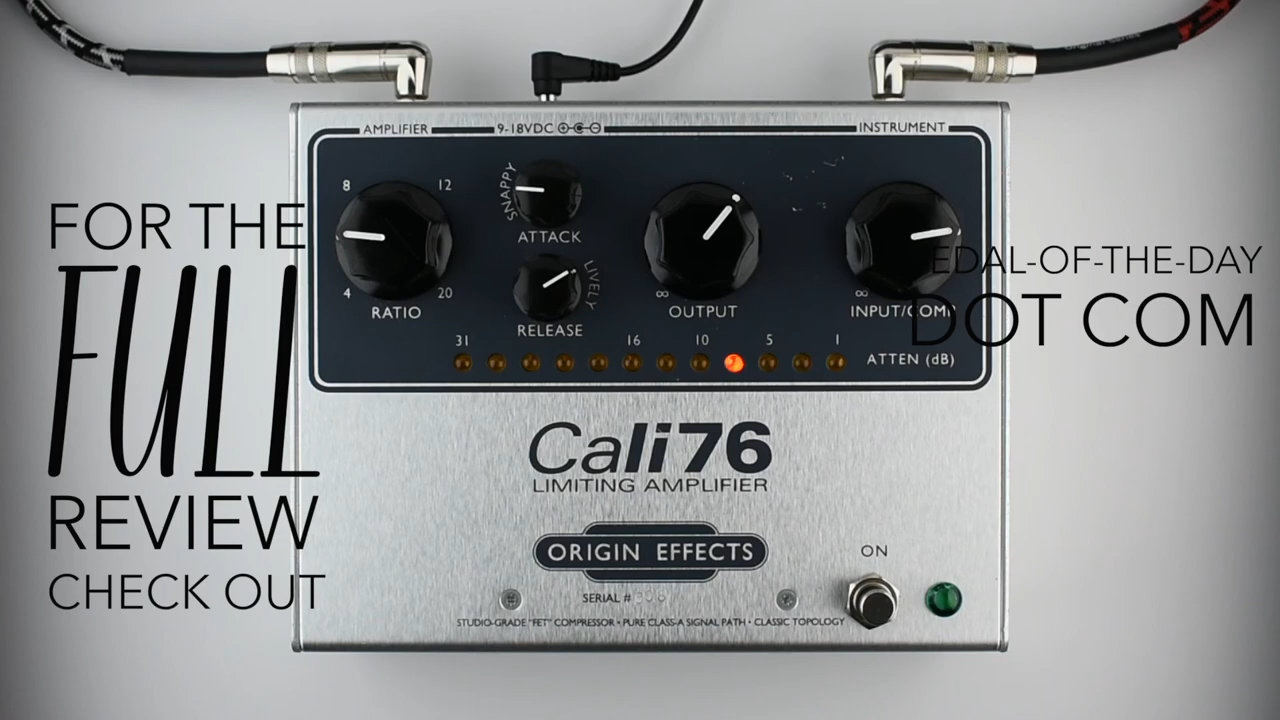 AMPLIFIER 9-18VDC INSTRUMENT
8 12
SNAPPY
ATTACK
4 20
RATIO
LIVELY
RELEASE
∞
OUTPUT
∞
INPUT/COMP
31 16 10 5 1
ATTEN (dB)
Cali76
LIMITING AMPLIFIER
ORIGIN EFFECTS
ON
SERIAL #
STUDIO-GRADE "FET" COMPRESSOR • PURE CLASS-A SIGNAL PATH • CLASSIC TOPOLOGY
FOR THE
FULL
REVIEW
CHECK OUT
EDAL-OF-THE-DAY
DOT COM